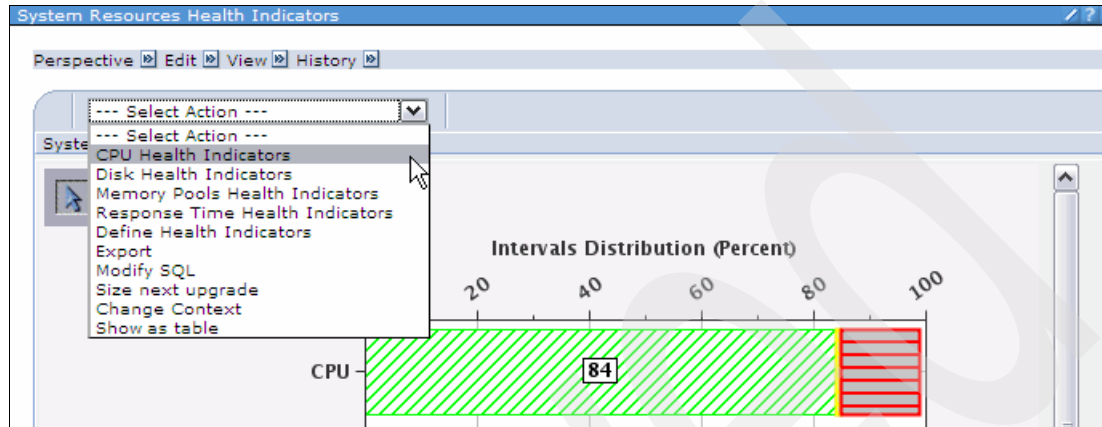 System Resources Health Indicators ?
Perspective Edit View History
--- Select Action ---
--- Select Action ---
Syste
CPU Health Indicators
Disk Health Indicators
Memory Pools Health Indicators
Response Time Health Indicators
Define Health Indicators
Export
Modify SQL
Size next upgrade
Change Context
Show as table
Intervals Distribution (Percent)
20 40 60 80 100
CPU 84